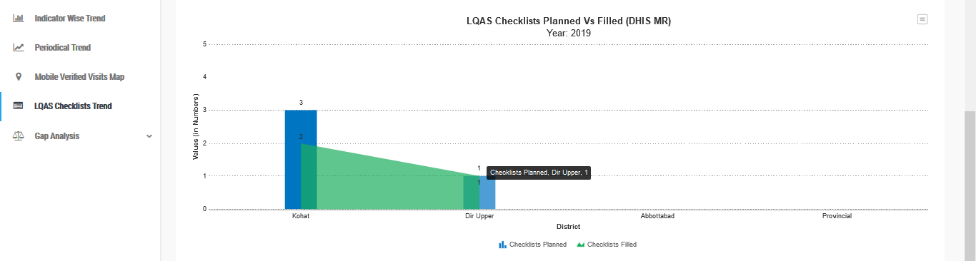 Indicator Wise Trend
Periodical Trend
Mobile Verified Visits Map
LQAS Checklists Trend
Gap Analysis
LQAS Checklists Planned Vs Filled (DHIS MR)
Year: 2019
Values (In Numbers)
5
4
3
2
1
0
3
2
1
1
Checklists Planned, Dir Upper, 1
Kohat
Dir Upper
Abbottabad
Provincial
District
Checklists Planned
Checklists Filled